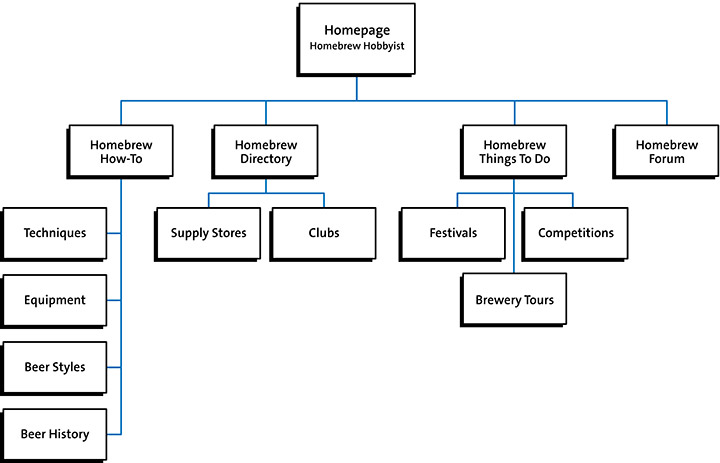 Homepage
Homebrew Hobbyist
Homebrew
How-To
Homebrew
Directory
Homebrew
Things To Do
Homebrew
Forum
Techniques
Supply Stores
Clubs
Festivals
Competitions
Equipment
Brewery Tours
Beer Styles
Beer History